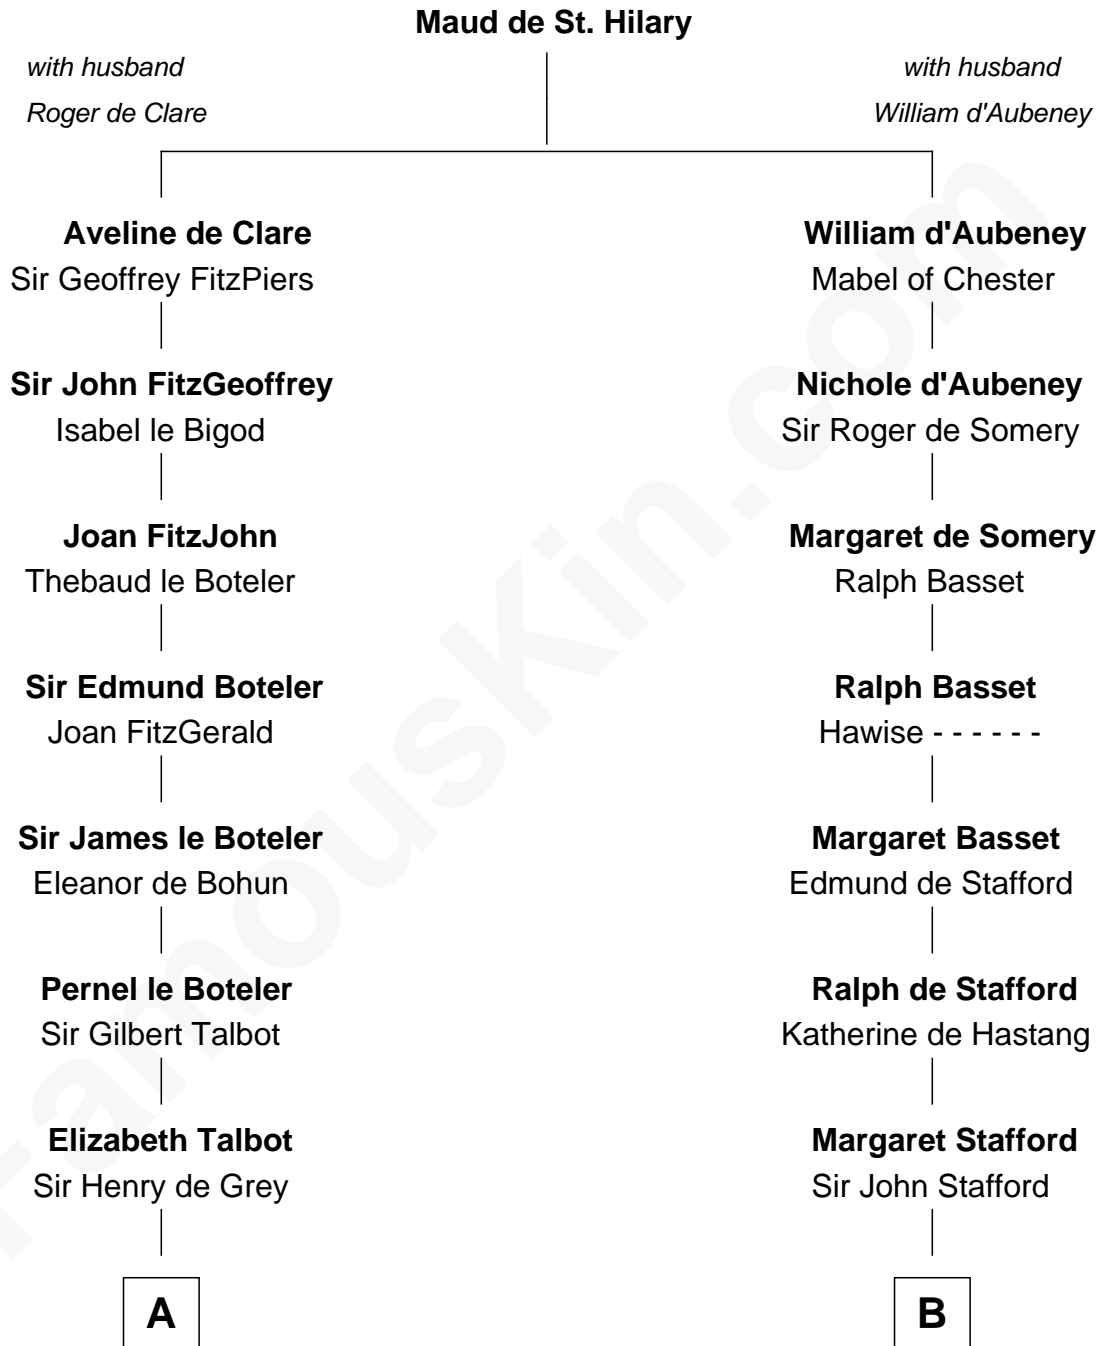 Maud de St. Hilary
with husband
Roger de Clare
with husband
William d'Aubeney
Aveline de Clare
Sir Geoffrey FitzPiers
William d'Aubeney
Mabel of Chester
Sir John FitzGeoffrey
Isabel le Bigod
Nichole d'Aubeney
Sir Roger de Somery
Joan FitzJohn
Thebaud le Boteler
Margaret de Somery
Ralph Basset
Sir Edmund Boteler
Joan FitzGerald
Ralph Basset
Hawise - - - - - -
Sir James le Boteler
Eleanor de Bohun
Margaret Basset
Edmund de Stafford
Pernel le Boteler
Sir Gilbert Talbot
Ralph de Stafford
Katherine de Hastang
Elizabeth Talbot
Sir Henry de Grey
Margaret Stafford
Sir John Stafford
A
B
FamousKin.com